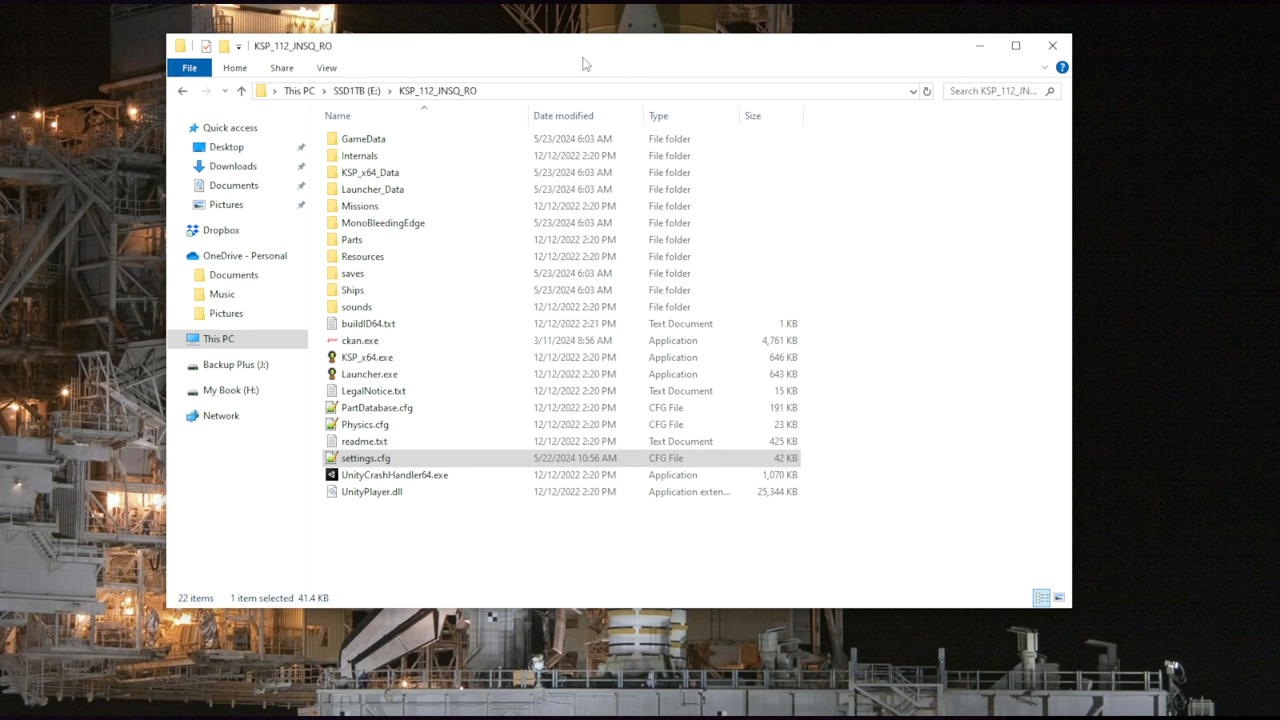 KSP_112_JNSQ_RO
File Home Share View
This PC > SSD1TB (E:) > KSP_112_JNSQ_RO
Search KSP_112_JN...
Quick access
Desktop
Downloads
Documents
Pictures
Dropbox
OneDrive - Personal
Documents
Music
Pictures
This PC
Backup Plus (J:)
My Book (H:)
Network
Name Date modified Type Size
GameData 5/23/2024 6:03 AM File folder
Internals 12/12/2022 2:20 PM File folder
KSP_x64_Data 5/23/2024 6:03 AM File folder
Launcher_Data 5/23/2024 6:03 AM File folder
Missions 12/12/2022 2:20 PM File folder
MonoBleedingEdge 5/23/2024 6:03 AM File folder
Parts 12/12/2022 2:20 PM File folder
Resources 12/12/2022 2:20 PM File folder
saves 5/23/2024 6:03 AM File folder
Ships 5/23/2024 6:03 AM File folder
sounds 12/12/2022 2:20 PM File folder
buildID64.txt 12/12/2022 2:21 PM Text Document 1 KB
ckan.exe 3/11/2024 8:56 AM Application 4,761 KB
KSP_x64.exe 12/12/2022 2:20 PM Application 646 KB
Launcher.exe 12/12/2022 2:20 PM Application 643 KB
LegalNotice.txt 12/12/2022 2:20 PM Text Document 15 KB
PartDatabase.cfg 12/12/2022 2:20 PM CFG File 191 KB
Physics.cfg 12/12/2022 2:20 PM CFG File 23 KB
readme.txt 12/12/2022 2:20 PM Text Document 425 KB
settings.cfg 5/22/2024 10:56 AM CFG File 42 KB
UnityCrashHandler64.exe 12/12/2022 2:20 PM Application 1,070 KB
UnityPlayer.dll 12/12/2022 2:20 PM Application exten... 25,344 KB
22 items 1 item selected 41.4 KB